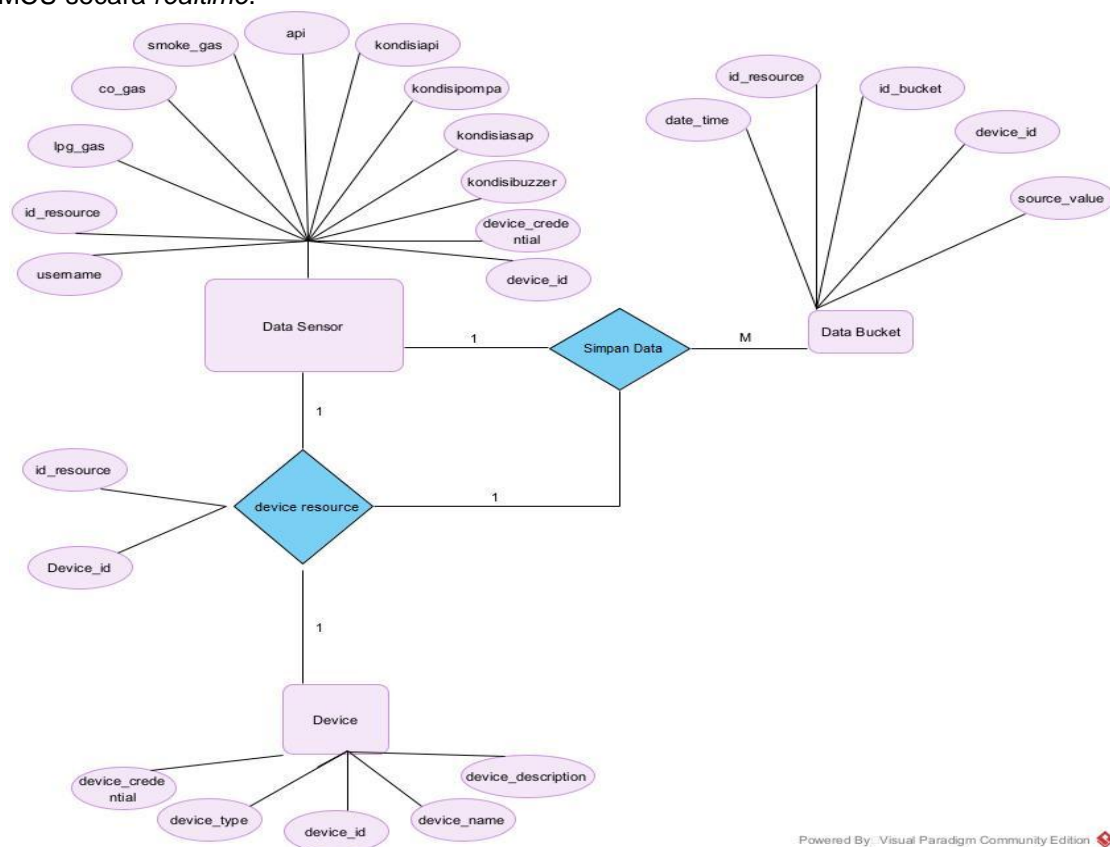 MCU secara realtime.
api
smoke_gas
kondisiapi
co_gas
kondisipompa
lpg_gas
kondisiasap
kondisibuzzer
id_resource
device_crede
ntial
username
device_id
id_resource
id_bucket
date_time
device_id
source_value
Data Sensor
1
Simpan Data
M
Data Bucket
1
id_resource
device resource
1
Device_id
1
Device
device_crede
ntial
device_type
device_id
device_name
device_description
Powered By: Visual Paradigm Community Edition